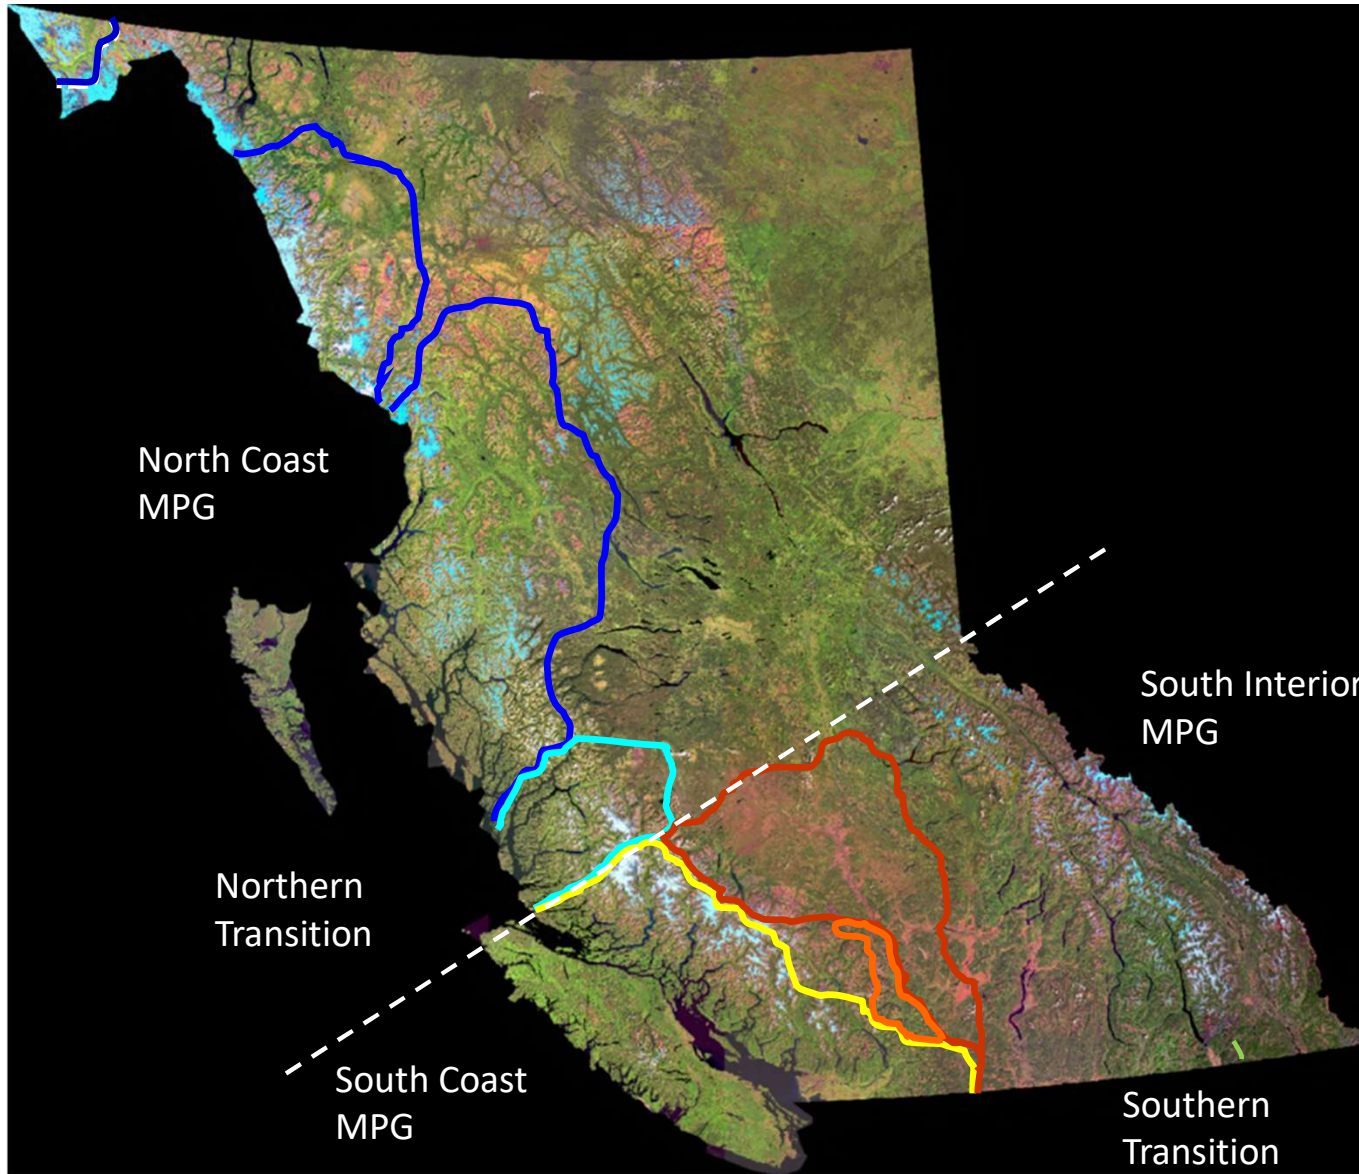 North Coast
MPG
South Interior
MPG
Northern
Transition
South Coast
MPG
Southern
Transition